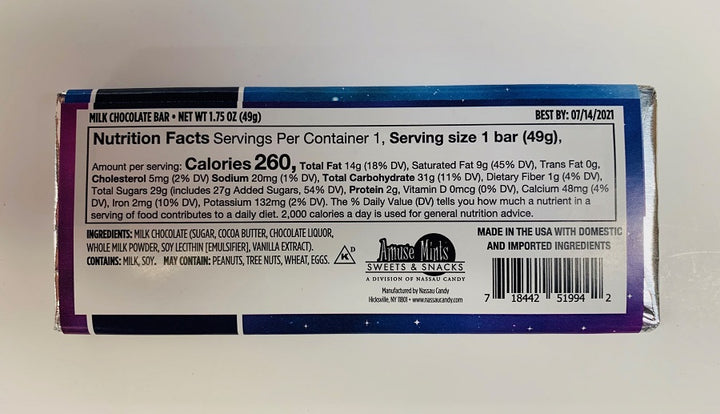 MILK CHOCOLATE BAR • NET WT 1.75 OZ (49g)
BEST BY: 07/14/2021
Nutrition Facts Servings Per Container 1, Serving size 1 bar (49g),
Amount per serving: Calories 260, Total Fat 14g (18% DV), Saturated Fat 9g (45% DV), Trans Fat 0g,
Cholesterol 5mg (2% DV) Sodium 20mg (1% DV), Total Carbohydrate 31g (11% DV), Dietary Fiber 1g (4% DV),
Total Sugars 29g (includes 27g Added Sugars, 54% DV), Protein 2g, Vitamin D 0mcg (0% DV), Calcium 48mg (4%
DV), Iron 2mg (10% DV), Potassium 132mg (2% DV). The % Daily Value (DV) tells you how much a nutrient in a
serving of food contributes to a daily diet. 2,000 calories a day is used for general nutrition advice.
INGREDIENTS: MILK CHOCOLATE (SUGAR, COCOA BUTTER, CHOCOLATE LIQUOR,
WHOLE MILK POWDER, SOY LECITHIN [EMULSIFIER], VANILLA EXTRACT).
CONTAINS: MILK, SOY. MAY CONTAIN: PEANUTS, TREE NUTS, WHEAT, EGGS.
K D
Amuse Mints
SWEETS & SNACKS
A DIVISION OF NASSAU CANDY
Manufactured by Nassau Candy
Hicksville, NY 11801 • www.nassaucandy.com
MADE IN THE USA WITH DOMESTIC
AND IMPORTED INGREDIENTS
7 18442 51994 2